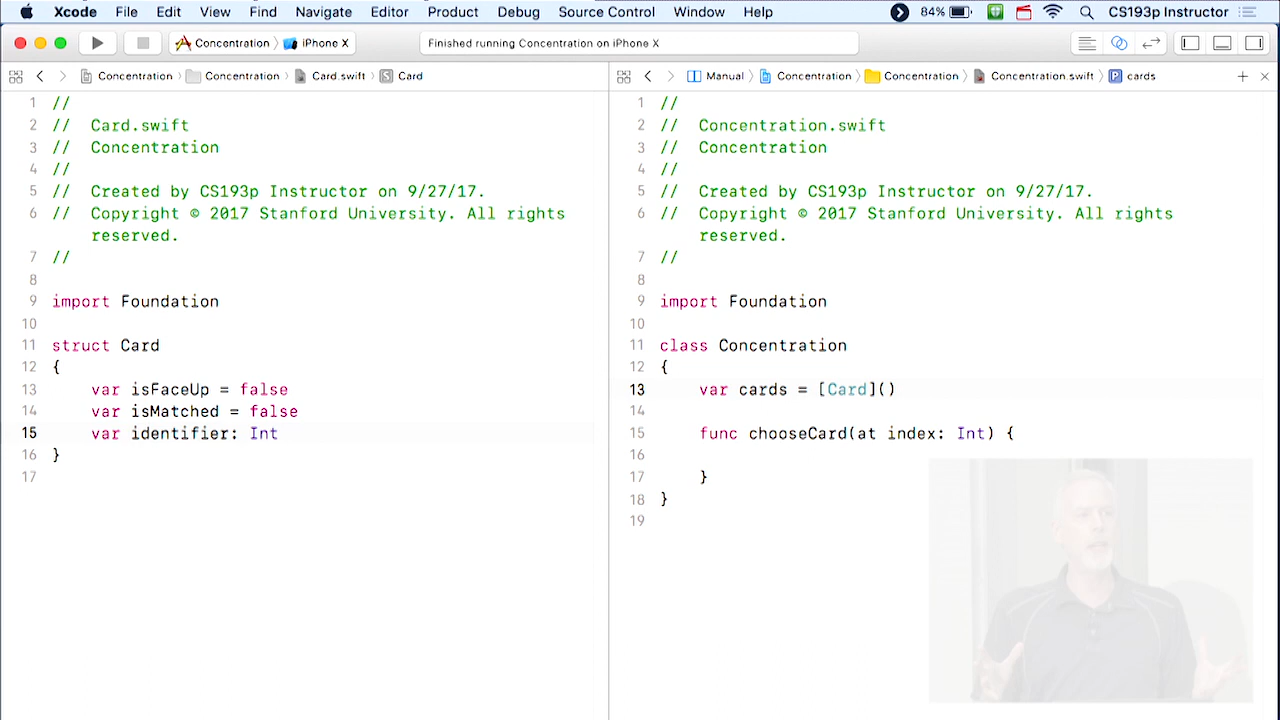 Xcode File Edit View Find Navigate Editor Product Debug Source Control Window Help 84% CS193p Instructor
Concentration iPhone X Finished running Concentration on iPhone X
Concentration Concentration Card.swift Card
1 //
2 // Card.swift
3 // Concentration
4 //
5 // Created by CS193p Instructor on 9/27/17.
6 // Copyright © 2017 Stanford University. All rights
reserved.
7 //
8
9 import Foundation
10
11 struct Card
12 {
13 var isFaceUp = false
14 var isMatched = false
15 var identifier: Int
16 }
17
Manual Concentration Concentration Concentration.swift cards
1 //
2 // Concentration.swift
3 // Concentration
4 //
5 // Created by CS193p Instructor on 9/27/17.
6 // Copyright © 2017 Stanford University. All rights
reserved.
7 //
8
9 import Foundation
10
11 class Concentration
12 {
13 var cards = [Card]()
14
15 func chooseCard(at index: Int) {
16
17 }
18 }
19